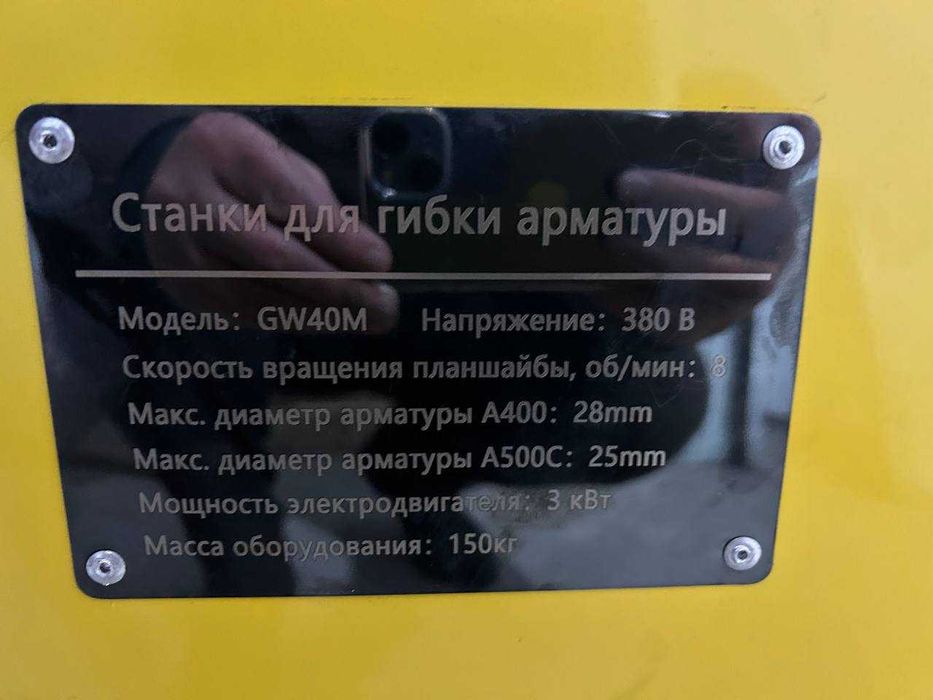 Станки для гибки арматуры
Модель: GW40M Напряжение: 380 В
Скорость вращения планшайбы, об/мин: 8
Макс. диаметр арматуры А400: 28mm
Макс. диаметр арматуры А500С: 25mm
Мощность электродвигателя: 3 кВт
Масса оборудования: 150кг